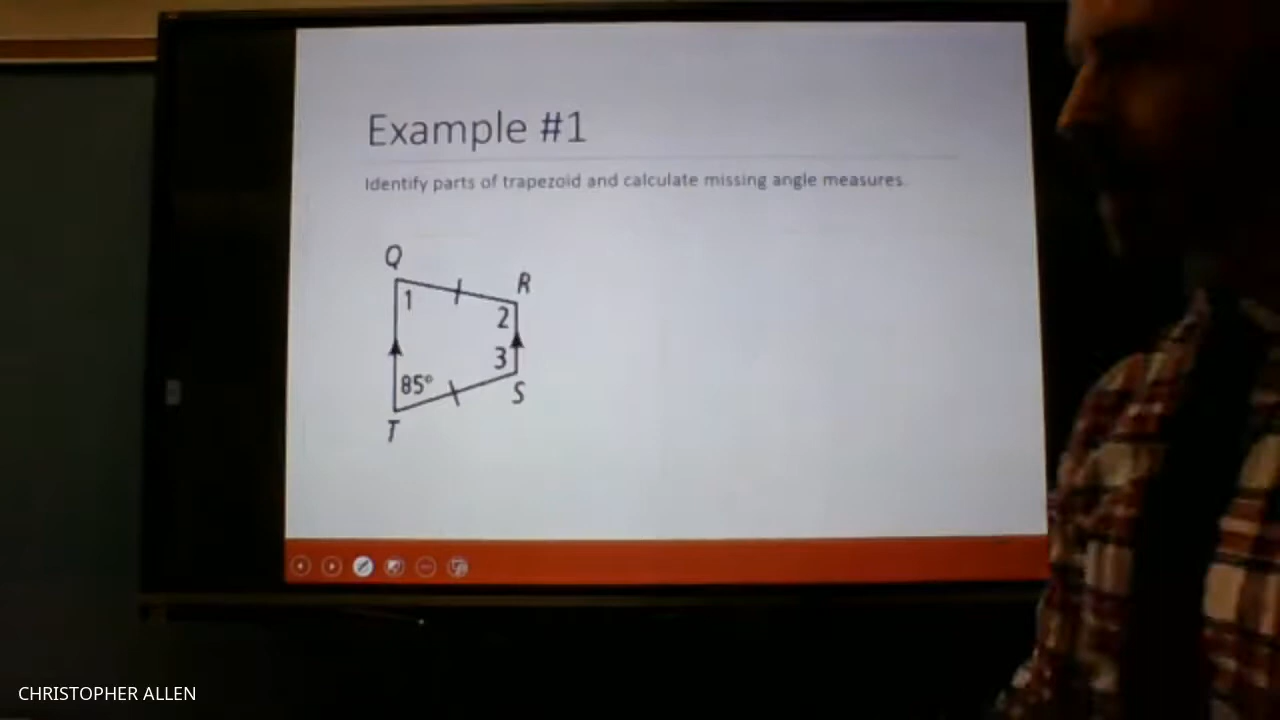 Example #1
Identify parts of trapezoid and calculate missing angle measures.
Q
R
1
2
3
85°
S
T
CHRISTOPHER ALLEN